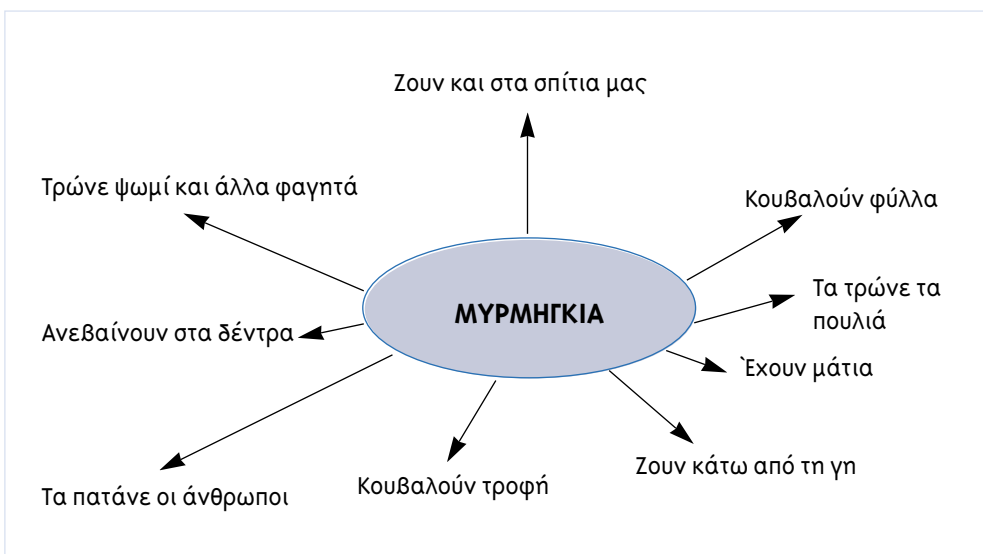 Ζουν και στα σπίτια μας
Τρώνε ψωμί και άλλα φαγητά
Κουβαλούν φύλλα
Τα τρώνε τα
πουλιά
ΜΥΡΜΗΓΚΙΑ
Ανεβαίνουν στα δέντρα
`Εχουν μάτια
Ζουν κάτω από τη γη
Κουβαλούν τροφή
Τα πατάνε οι άνθρωποι